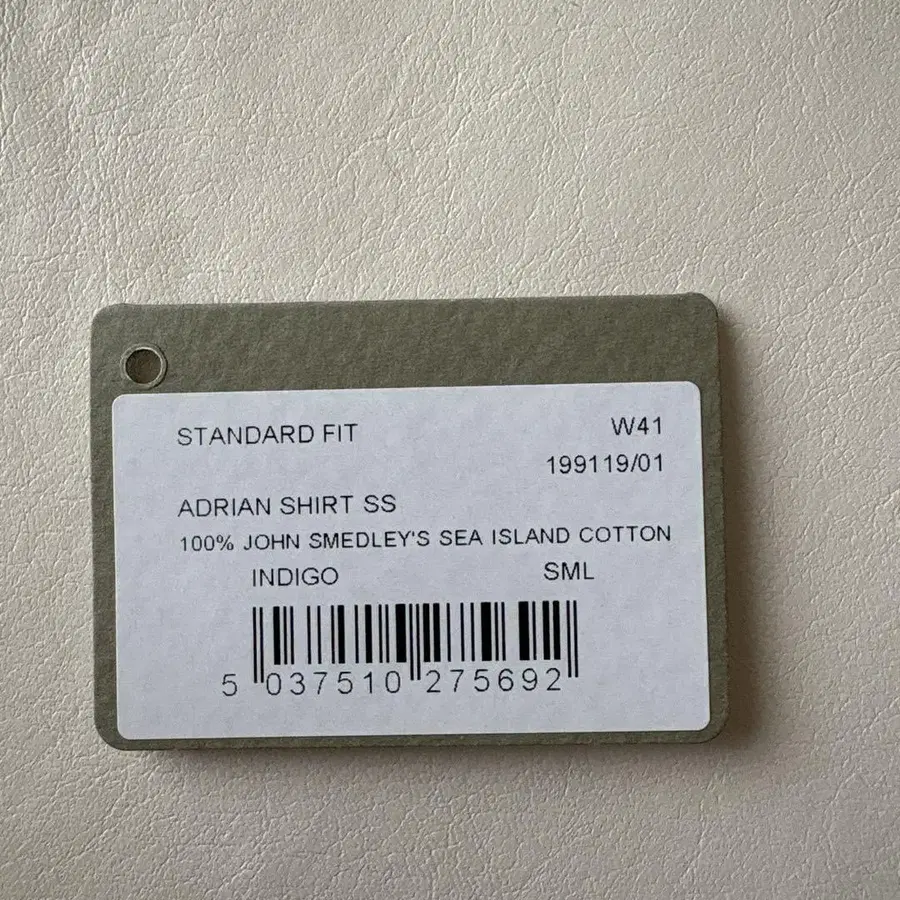 STANDARD FIT W41
199119/01
ADRIAN SHIRT SS
100% JOHN SMEDLEY'S SEA ISLAND COTTON
INDIGO SML
5 037510 275692